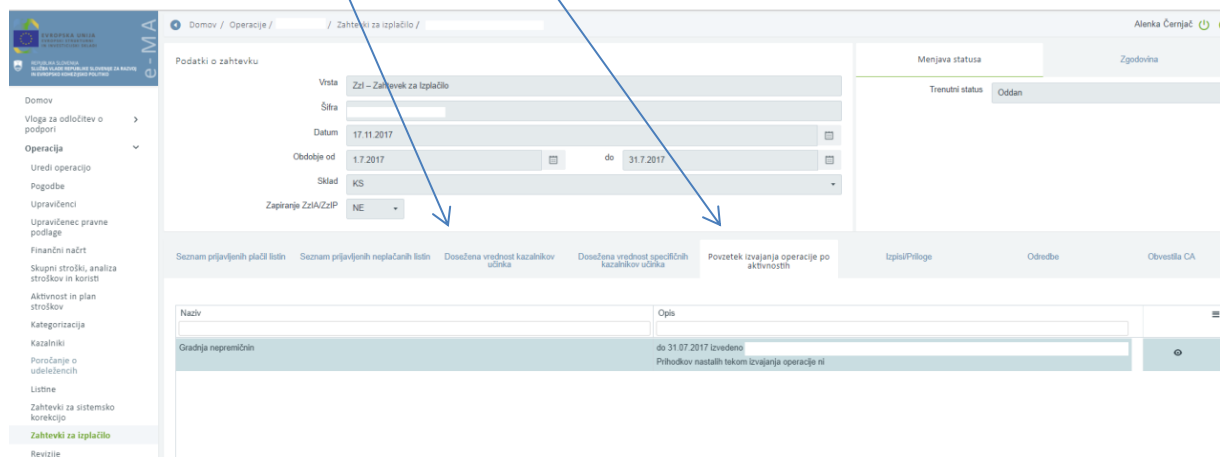 EVROPSKA UNIJA
REPUBLIKA SLOVENIJA
SLUŽBA VLADE REPUBLIKE SLOVENIJE ZA RAZVOJ
IN EVROPSKO KOHEZIJSKO POLITIKO
e-MA
Domov / Operacije / / Zahtevki za izplačilo /
Alenka Černjač
Domov
Vloga za odločitev o
podpori
Operacija
Uredi operacijo
Pogodbe
Upravičenci
Upravičenec pravne
podlage
Finančni načrt
Skupni stroški, analiza
stroškov in koristi
Aktivnost in plan
stroškov
Kategorizacija
Kazalniki
Poročanje o
udeležencih
Listine
Zahtevki za sistemsko
korekcijo
Zahtevki za izplačilo
Revizije
Podatki o zahtevku
Vrsta ZzI – Zahtevek za Izplačilo
Šifra
Datum 17.11.2017
Obdobje od 1.7.2017 do 31.7.2017
Sklad KS
Zapiranje ZzIA/ZzIP NE
Menjava statusa Zgodovina
Trenutni status Oddan
Seznam prijavljenih plačil listin
Seznam prijavljenih neplačanih listin
Dosežena vrednost kazalnikov
učinka
Dosežena vrednost specifičnih
kazalnikov učinka
Povzetek izvajanja operacije po
aktivnostih
Izpisi/Priloge
Odredbe
Obvestila CA
Naziv Opis
Gradnja nepremičnin do 31.07.2017 izvedeno
Prihodkov nastalih tekom izvajanja operacije ni